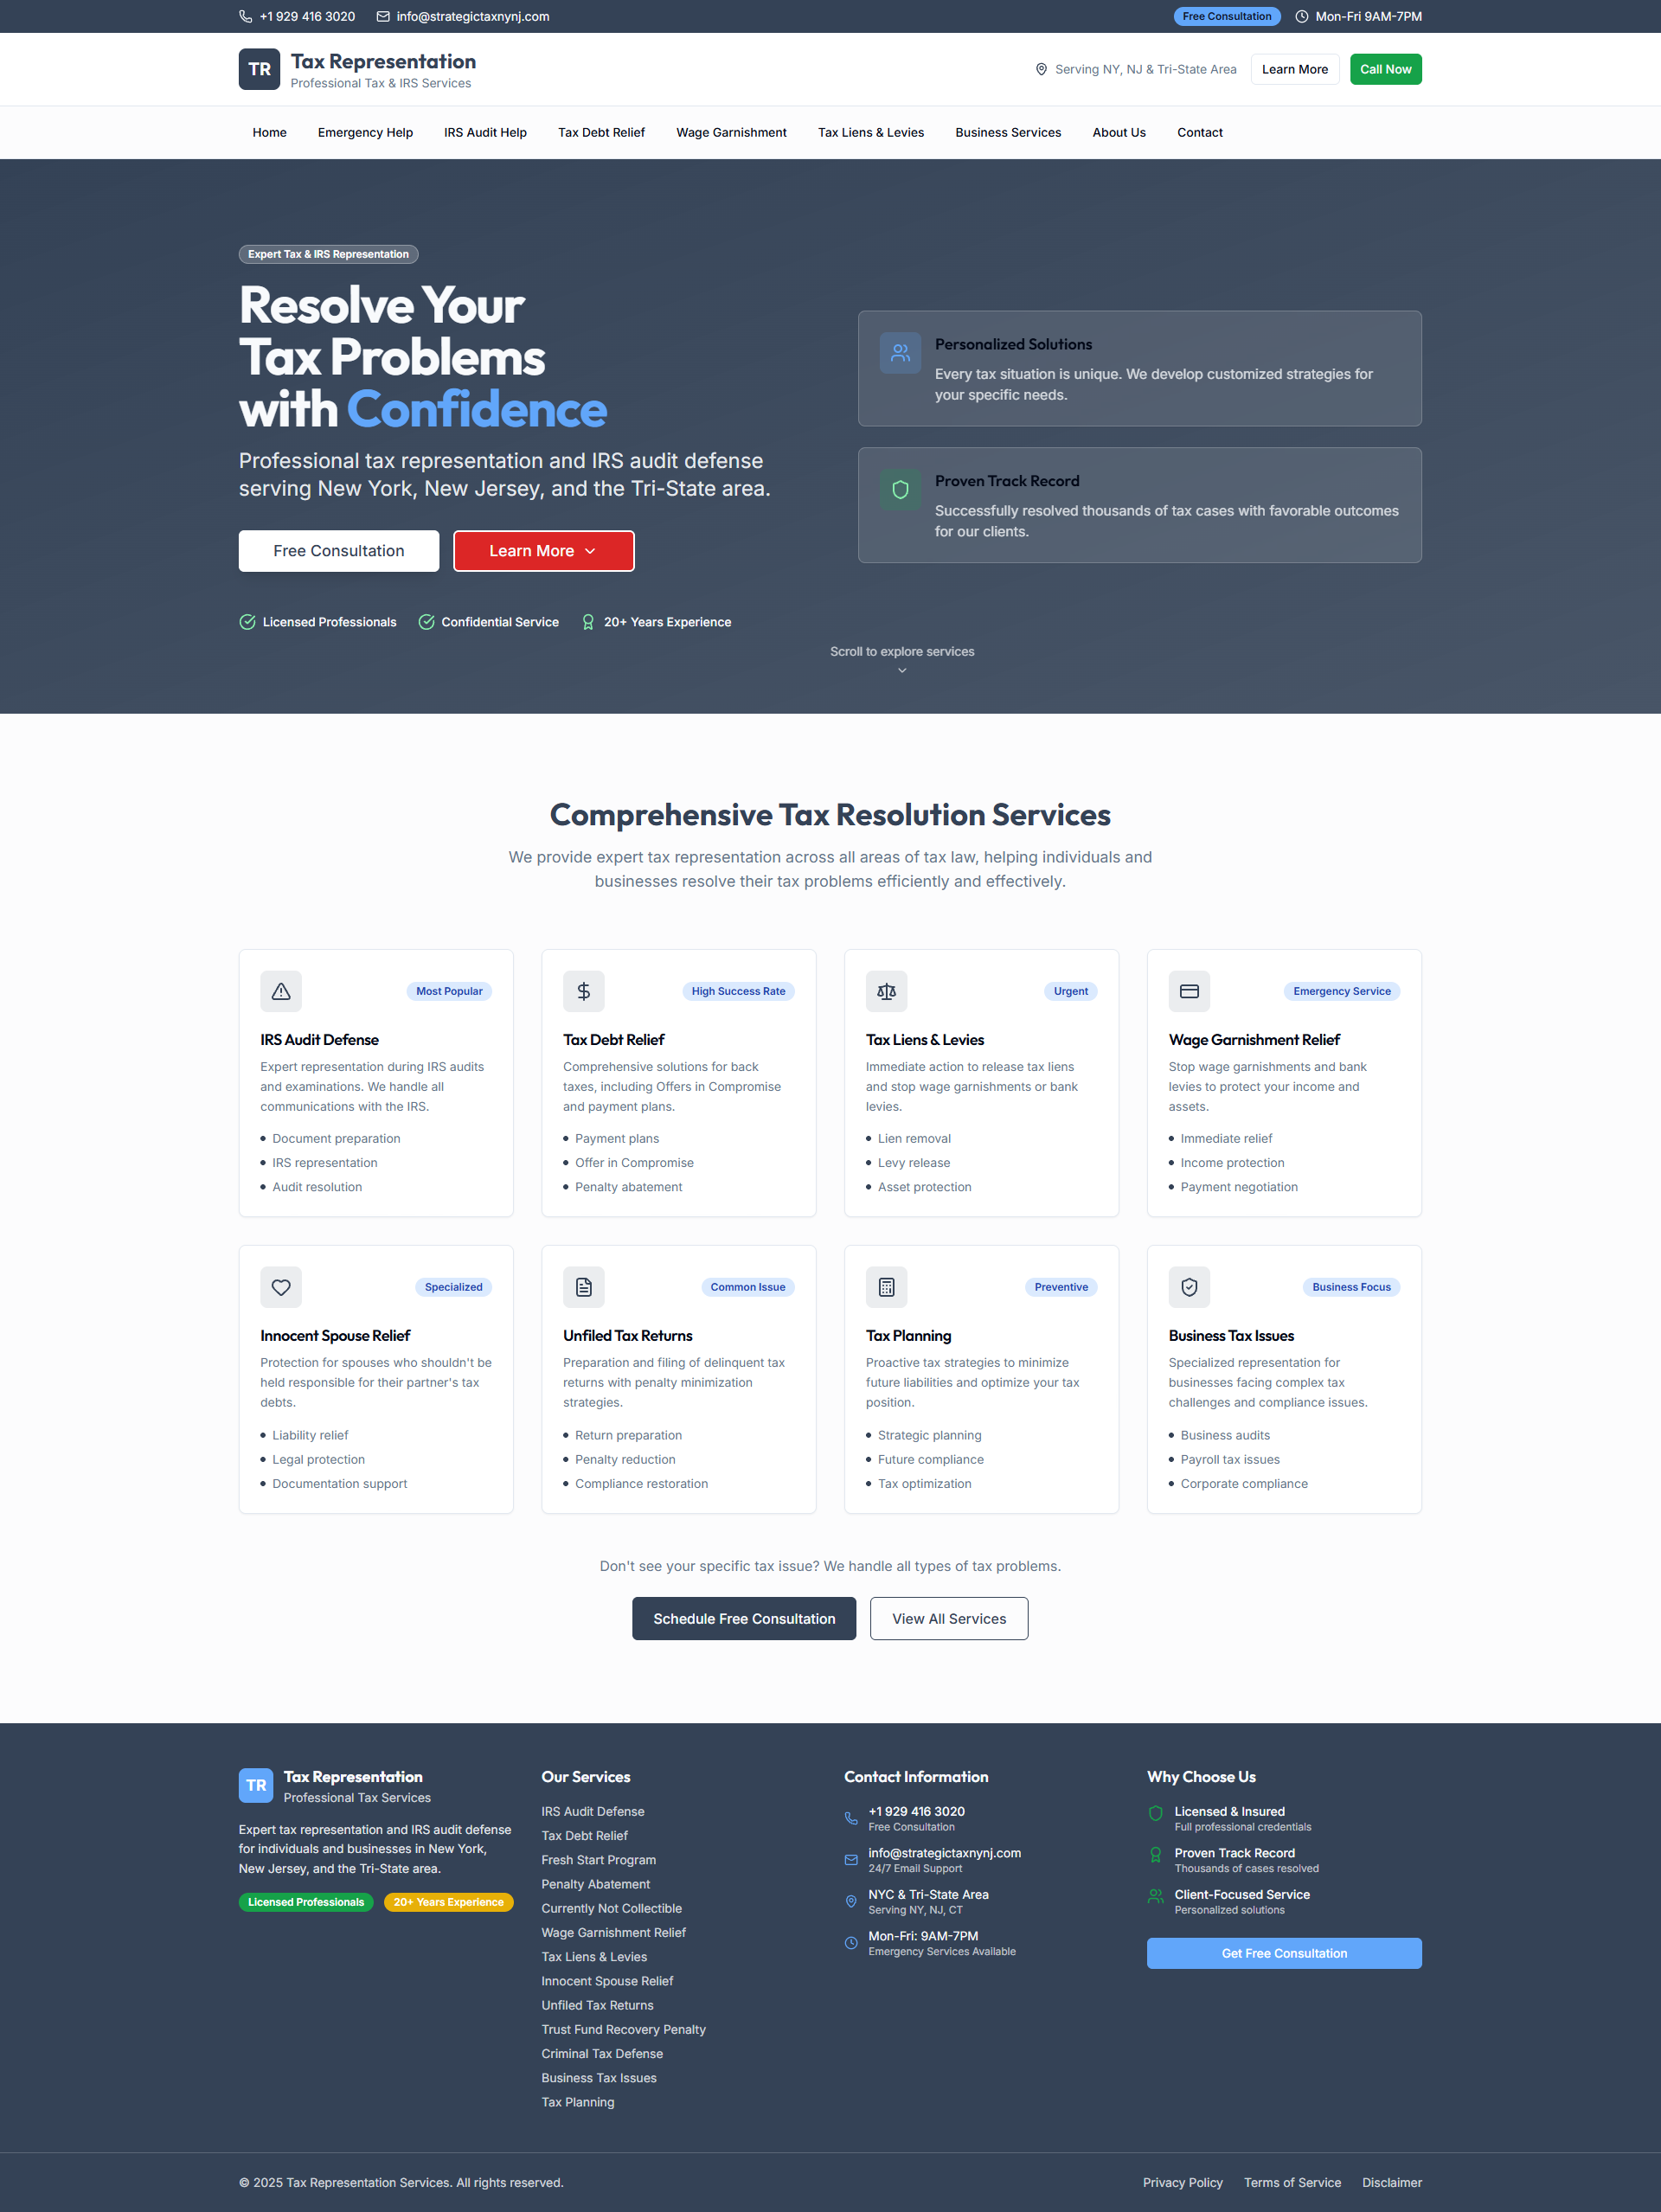 +1 929 416 3020
info@strategictaxnynj.com
Free Consultation
Mon-Fri 9AM-7PM
TR
Tax Representation
Professional Tax & IRS Services
Serving NY, NJ & Tri-State Area
Learn More
Call Now
Home
Emergency Help
IRS Audit Help
Tax Debt Relief
Wage Garnishment
Tax Liens & Levies
Business Services
About Us
Contact
Expert Tax & IRS Representation
Resolve Your
Tax Problems
with Confidence
Professional tax representation and IRS audit defense
serving New York, New Jersey, and the Tri-State area.
Free Consultation
Learn More
Licensed Professionals
Confidential Service
20+ Years Experience
Personalized Solutions
Every tax situation is unique. We develop customized strategies for
your specific needs.
Proven Track Record
Successfully resolved thousands of tax cases with favorable outcomes
for our clients.
Scroll to explore services
Comprehensive Tax Resolution Services
We provide expert tax representation across all areas of tax law, helping individuals and
businesses resolve their tax problems efficiently and effectively.
Most Popular
IRS Audit Defense
Expert representation during IRS audits
and examinations. We handle all
communications with the IRS.
Document preparation
IRS representation
Audit resolution
High Success Rate
Tax Debt Relief
Comprehensive solutions for back
taxes, including Offers in Compromise
and payment plans.
Payment plans
Offer in Compromise
Penalty abatement
Urgent
Tax Liens & Levies
Immediate action to release tax liens
and stop wage garnishments or bank
levies.
Lien removal
Levy release
Asset protection
Emergency Service
Wage Garnishment Relief
Stop wage garnishments and bank
levies to protect your income and
assets.
Immediate relief
Income protection
Payment negotiation
Specialized
Innocent Spouse Relief
Protection for spouses who shouldn't be
held responsible for their partner's tax
debts.
Liability relief
Legal protection
Documentation support
Common Issue
Unfiled Tax Returns
Preparation and filing of delinquent tax
returns with penalty minimization
strategies.
Return preparation
Penalty reduction
Compliance restoration
Preventive
Tax Planning
Proactive tax strategies to minimize
future liabilities and optimize your tax
position.
Strategic planning
Future compliance
Tax optimization
Business Focus
Business Tax Issues
Specialized representation for
businesses facing complex tax
challenges and compliance issues.
Business audits
Payroll tax issues
Corporate compliance
Don't see your specific tax issue? We handle all types of tax problems.
Schedule Free Consultation
View All Services
TR
Tax Representation
Professional Tax Services
Expert tax representation and IRS audit defense
for individuals and businesses in New York,
New Jersey, and the Tri-State area.
Licensed Professionals
20+ Years Experience
Our Services
IRS Audit Defense
Tax Debt Relief
Fresh Start Program
Penalty Abatement
Currently Not Collectible
Wage Garnishment Relief
Tax Liens & Levies
Innocent Spouse Relief
Unfiled Tax Returns
Trust Fund Recovery Penalty
Criminal Tax Defense
Business Tax Issues
Tax Planning
Contact Information
+1 929 416 3020
Free Consultation
info@strategictaxnynj.com
24/7 Email Support
NYC & Tri-State Area
Serving NY, NJ, CT
Mon-Fri: 9AM-7PM
Emergency Services Available
Why Choose Us
Licensed & Insured
Full professional credentials
Proven Track Record
Thousands of cases resolved
Client-Focused Service
Personalized solutions
Get Free Consultation
© 2025 Tax Representation Services. All rights reserved.
Privacy Policy
Terms of Service
Disclaimer